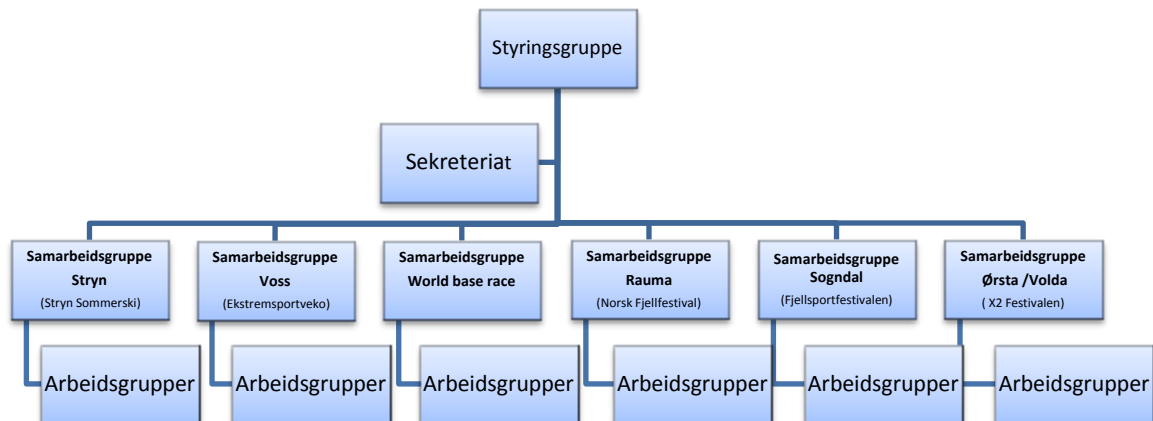 Styringsgruppe
Sekreteriat
Samarbeidsgruppe
Stryn
(Stryn Sommerski)
Samarbeidsgruppe
Voss
(Ekstremsportveko)
Samarbeidsgruppe
World base race
Samarbeidsgruppe
Rauma
(Norsk Fjellfestival)
Samarbeidsgruppe
Sogndal
(Fjellsportfestivalen)
Samarbeidsgruppe
Ørsta /Volda
( X2 Festivalen)
Arbeidsgrupper
Arbeidsgrupper
Arbeidsgrupper
Arbeidsgrupper
Arbeidsgrupper
Arbeidsgrupper